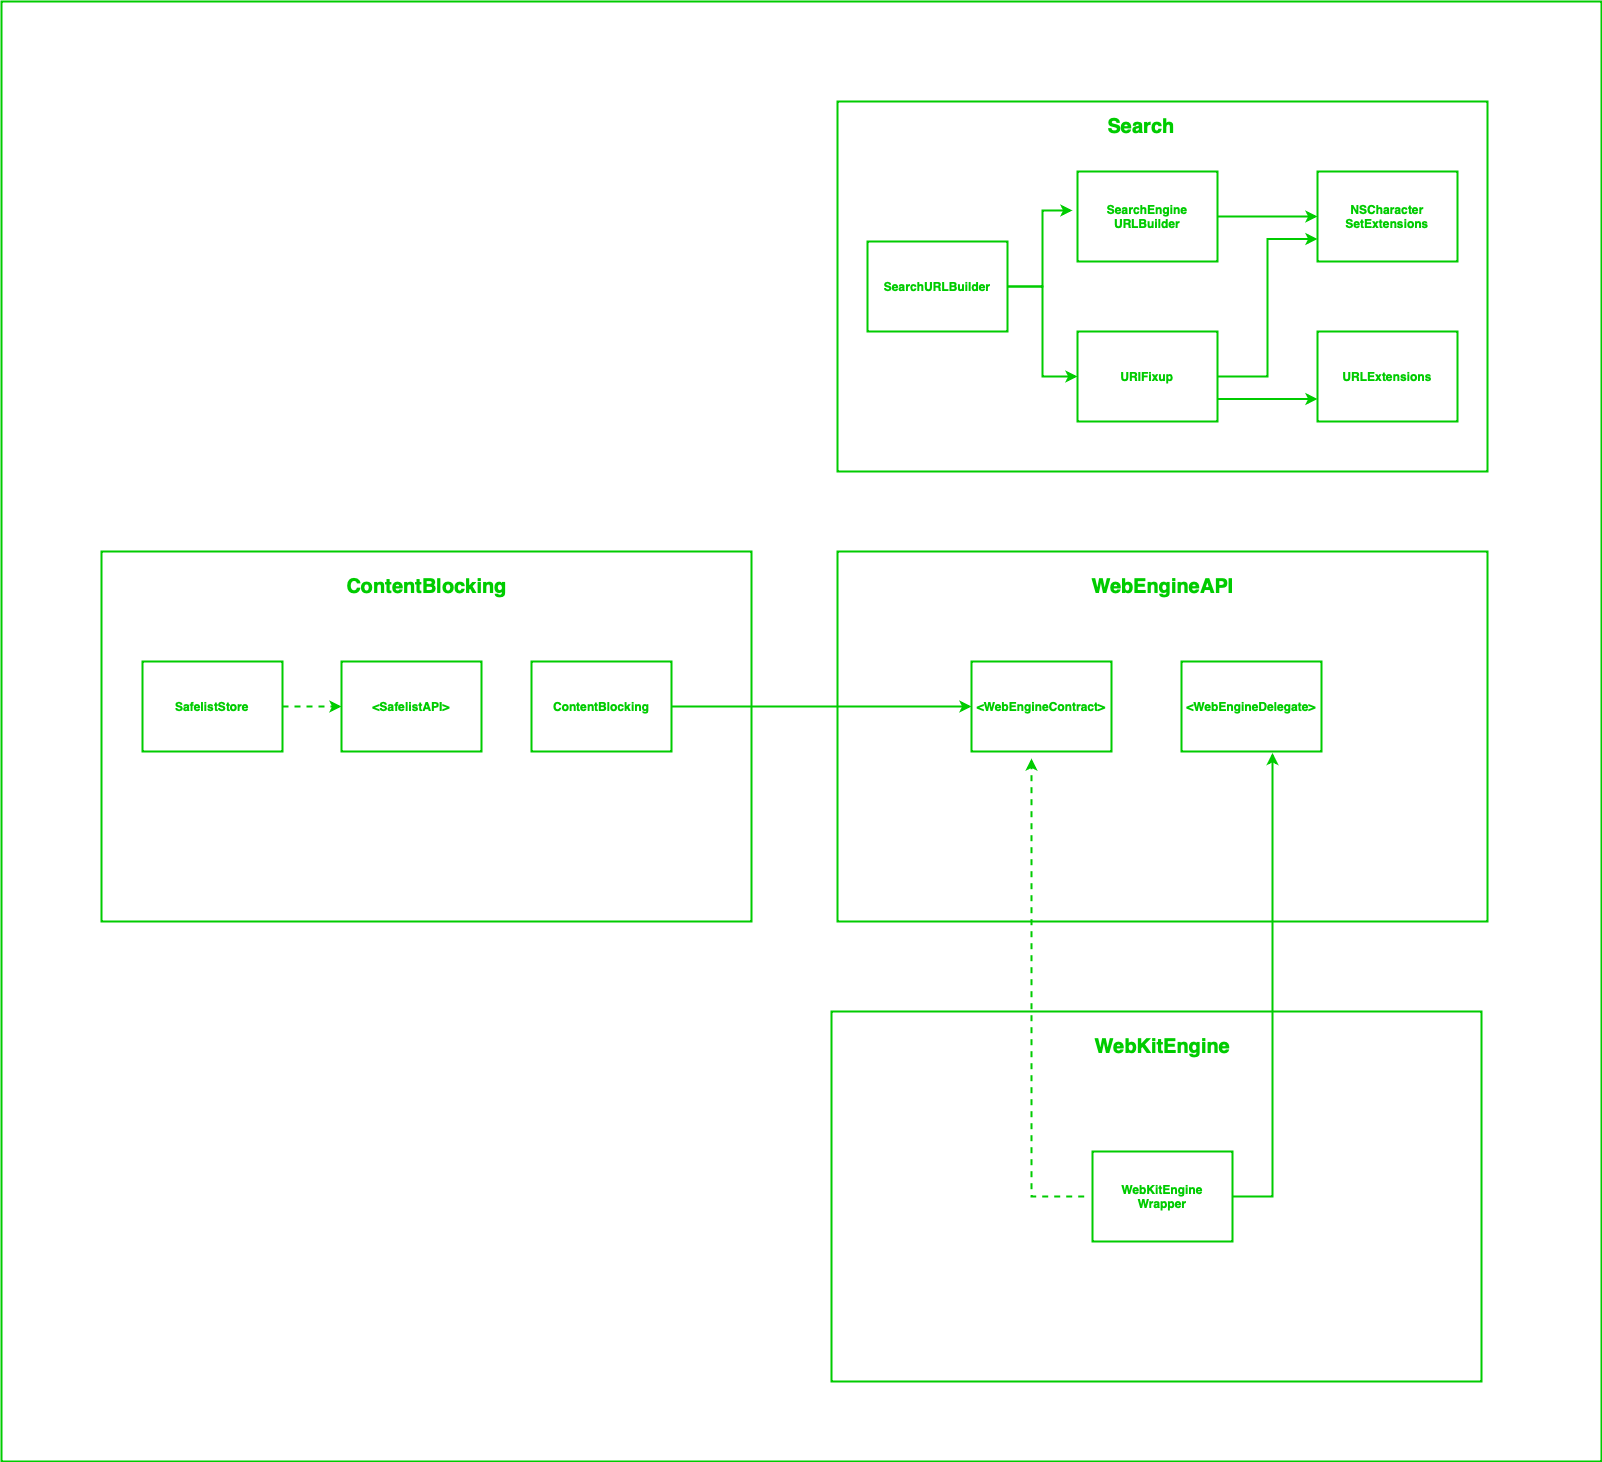 Search
SearchEngine
URLBuilder
NSCharacter
SetExtensions
SearchURLBuilder
URIFixup
URLExtensions
ContentBlocking
SafelistStore
<SafelistAPI>
ContentBlocking
WebEngineAPI
<WebEngineContract>
<WebEngineDelegate>
WebKitEngine
WebKitEngine
Wrapper